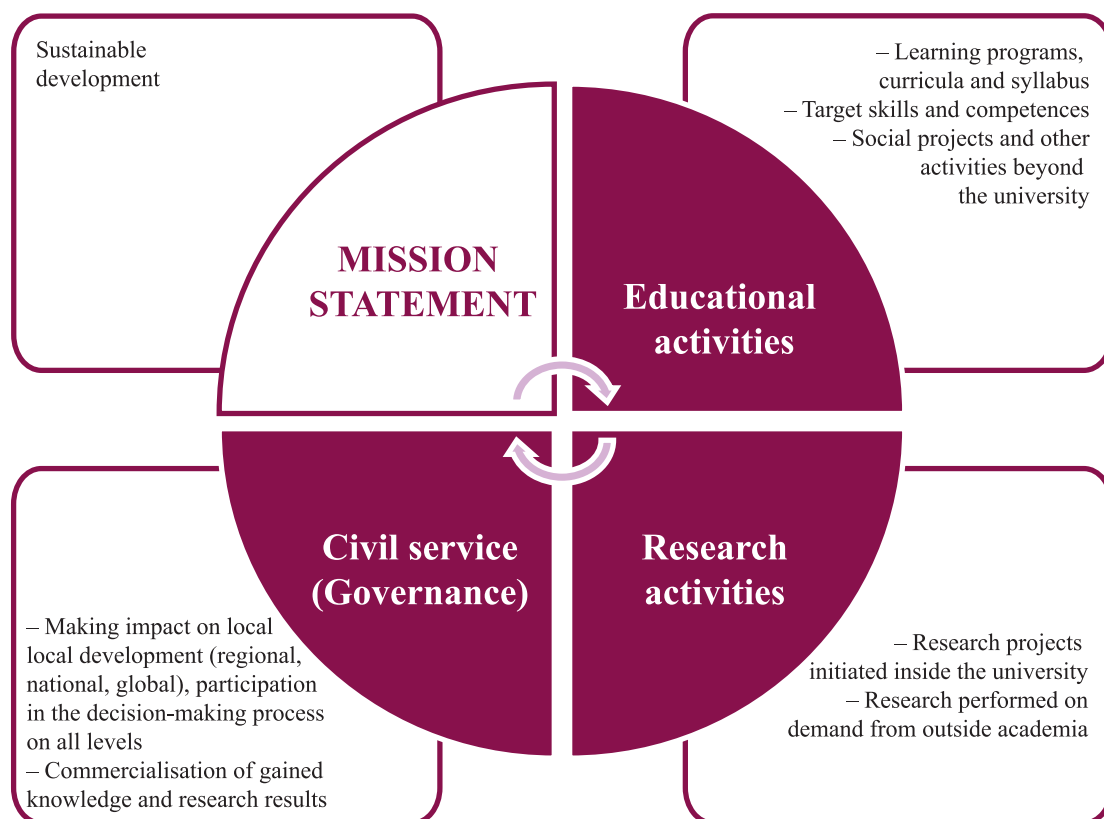 Sustainable
development
– Learning programs,
curricula and syllabus
– Target skills and competences
– Social projects and other
activities beyond
the university
MISSION
STATEMENT
Educational
activities
Civil service
(Governance)
Research
activities
– Making impact on local
local development (regional,
national, global), participation
in the decision-making process
on all levels
– Commercialisation of gained
knowledge and research results
– Research projects
initiated inside the university
– Research performed on
demand from outside academia